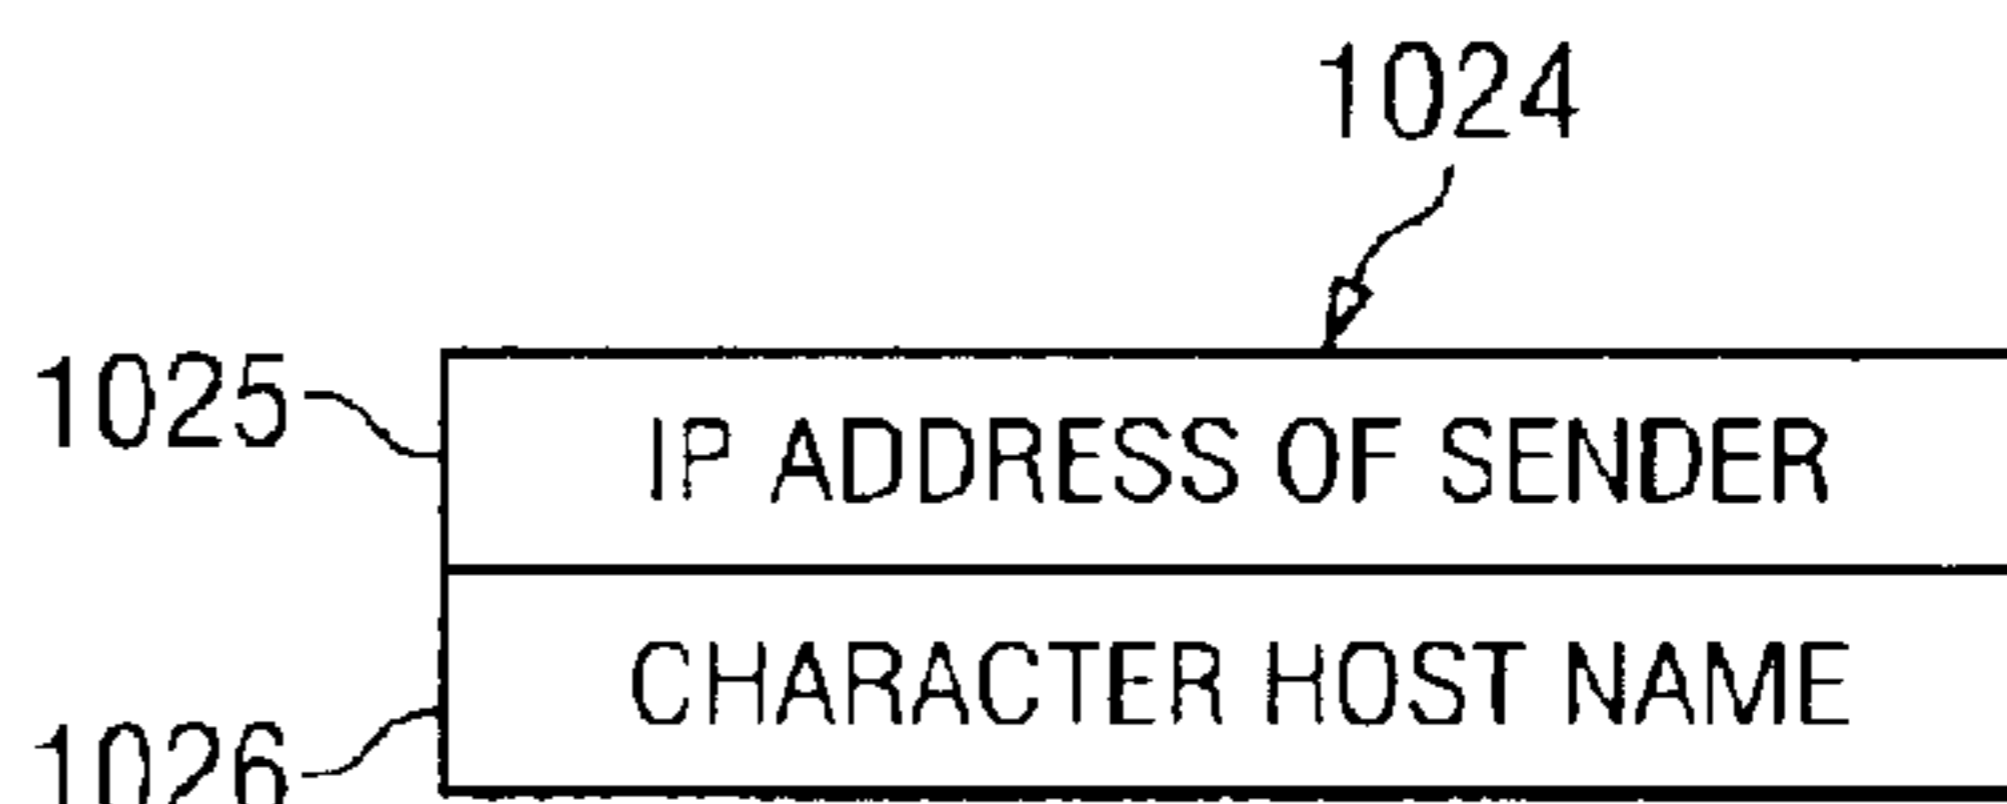 1024
1025
IP ADDRESS OF SENDER
CHARACTER HOST NAME
1026